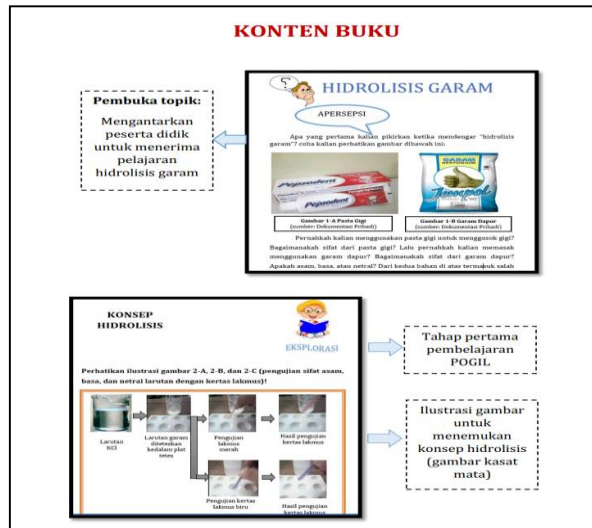 KONTEN BUKU
Pembuka topik:
Mengantarkan
peserta didik
untuk menerima
pelajaran
hidrolisis garam
HIDROLISIS GARAM
APERSEPSI
Apa yang pertama kalian pikirkan ketika mendengar "hidrolisis
garam"? coba kalian perhatikan gambar dibawah ini:
Pepsodent
GARAM
Gambar 1-A Pasta Gigi
(sumber: Dokumentasi Pribadi)
Gambar 1-B Garam Dapur
(sumber: Dokumentasi Pribadi)
Pernahkah kalian menggunakan pasta gigi untuk menggosok gigi?
Bagaimanakah sifat dari pasta gigi? Lalu pernahkah kalian memasak
menggunakan garam dapur? Bagaimanakah sifat dari garam dapur?
Apakah asam, basa, atau netral? Dari kedua bahan di atas termasuk salah
KONSEP
HIDROLISIS
EKSPLORASI
Perhatikan ilustrasi gambar 2-A, 2-B, dan 2-C (pengujian sifat asam,
basa, dan netral larutan dengan kertas lakmus)!
Larutan
KCl
Larutan garam
diteteskan
kedalam plat
tetes
Pengujian
lakmus
merah
Hasil pengujian
kertas lakmus
Pengujian kertas
lakmus biru
Hasil pengujian
kertas lakmus
Tahap pertama
pembelajaran
POGIL
Ilustrasi gambar
untuk
menemukan
konsep hidrolisis
(gambar kasat
mata)